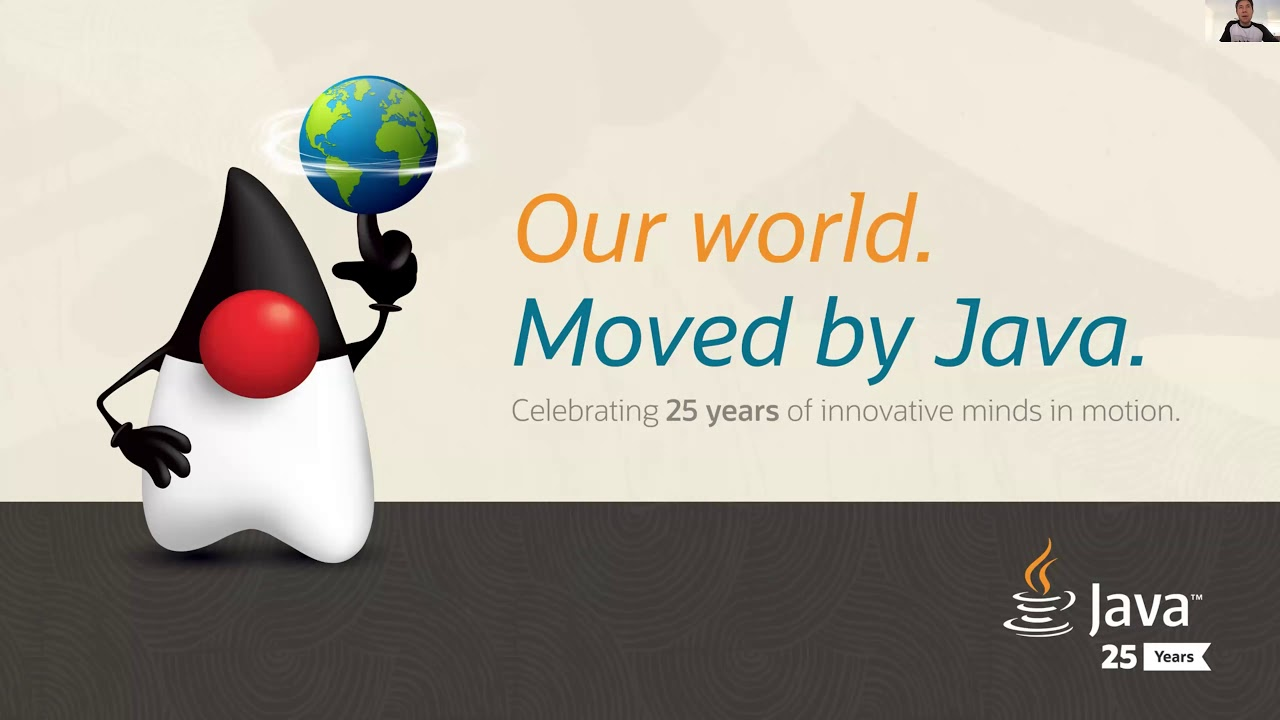 Our world.
Moved by Java.
Celebrating 25 years of innovative minds in motion.
Java™
25 Years